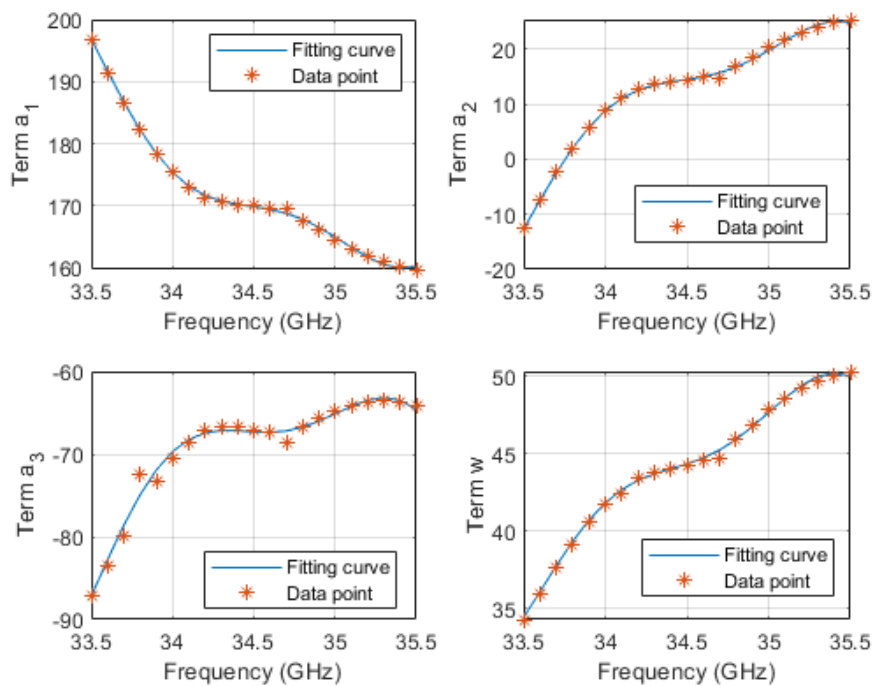 200
190
180
170
160
Term a1
Fitting curve
Data point
33.5 34 34.5 35 35.5
Frequency (GHz)
20
10
0
-10
-20
Term a2
Fitting curve
Data point
33.5 34 34.5 35 35.5
Frequency (GHz)
-60
-70
-80
-90
Term a3
Fitting curve
Data point
33.5 34 34.5 35 35.5
Frequency (GHz)
50
45
40
35
Term w
Fitting curve
Data point
33.5 34 34.5 35 35.5
Frequency (GHz)